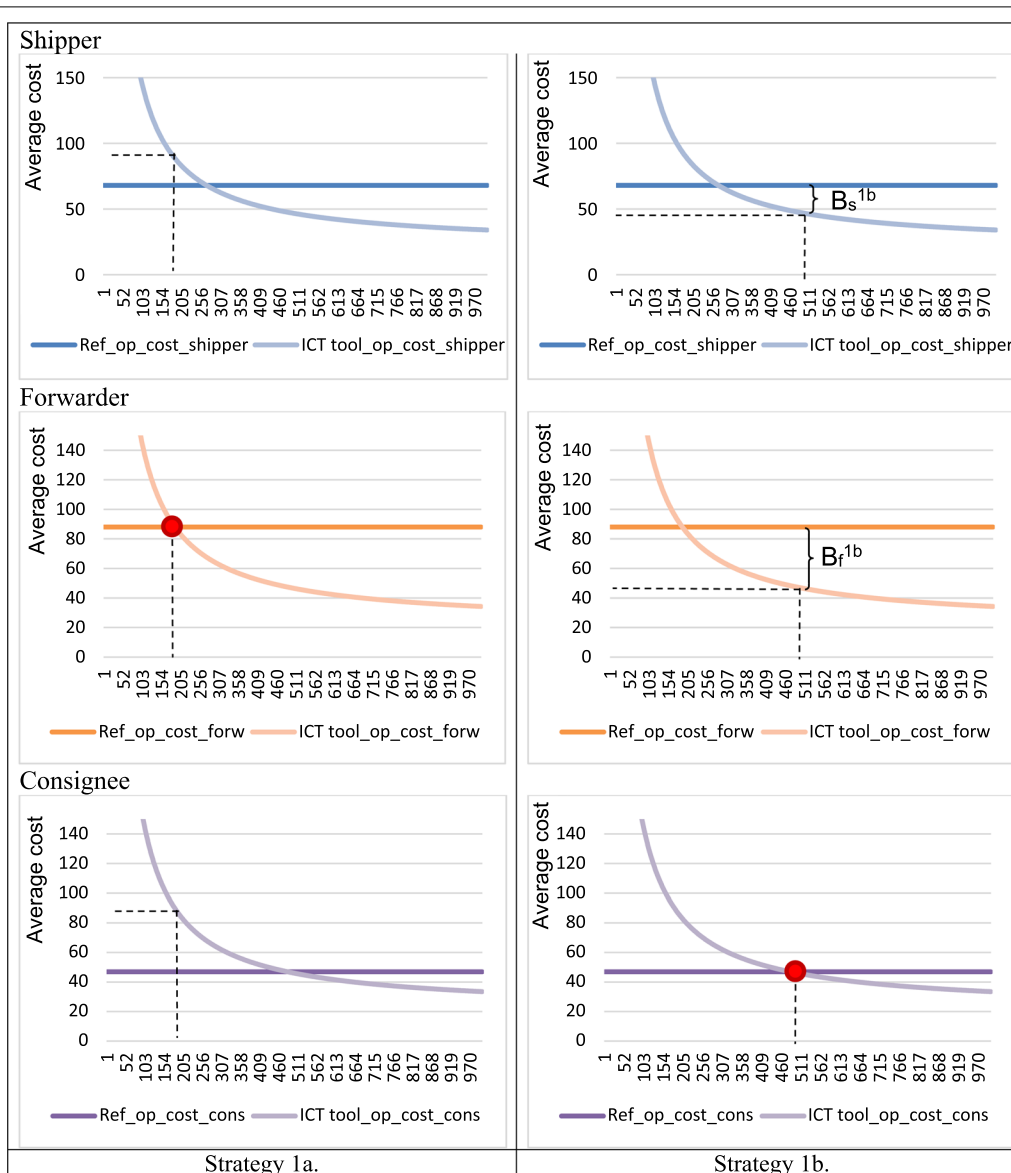 Shipper
Average cost
150
100
50
0
1 52 103 154 205 256 307 358 409 460 511 562 613 664 715 766 817 868 919 970
Ref_op_cost_shipper ICT tool_op_cost_shipper
Average cost
150
100
50
0
Bs1b
1 52 103 154 205 256 307 358 409 460 511 562 613 664 715 766 817 868 919 970
Ref_op_cost_shipper ICT tool_op_cost_shipper
Forwarder
Average cost
140
120
100
80
60
40
20
0
1 52 103 154 205 256 307 358 409 460 511 562 613 664 715 766 817 868 919 970
Ref_op_cost_forw ICT tool_op_cost_forw
Average cost
140
120
100
80
60
40
20
0
Bf1b
1 52 103 154 205 256 307 358 409 460 511 562 613 664 715 766 817 868 919 970
Ref_op_cost_forw ICT tool_op_cost_forw
Consignee
Average cost
140
120
100
80
60
40
20
0
1 52 103 154 205 256 307 358 409 460 511 562 613 664 715 766 817 868 919 970
Ref_op_cost_cons ICT tool_op_cost_cons
Average cost
140
120
100
80
60
40
20
0
1 52 103 154 205 256 307 358 409 460 511 562 613 664 715 766 817 868 919 970
Ref_op_cost_cons ICT tool_op_cost_cons
Strategy 1a. Strategy 1b.